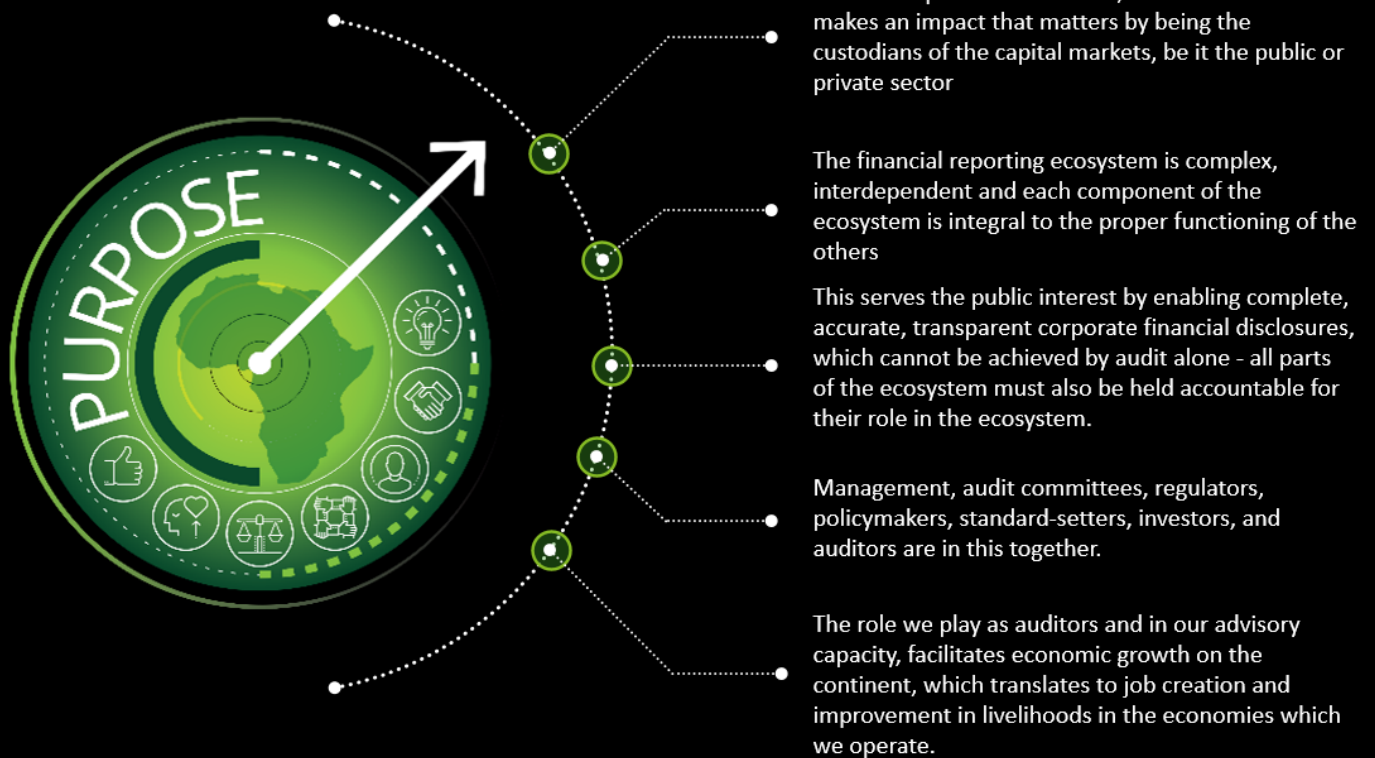 makes an impact that matters by being the
custodians of the capital markets, be it the public or
private sector
PURPOSE
The financial reporting ecosystem is complex,
interdependent and each component of the
ecosystem is integral to the proper functioning of the
others
This serves the public interest by enabling complete,
accurate, transparent corporate financial disclosures,
which cannot be achieved by audit alone - all parts
of the ecosystem must also be held accountable for
their role in the ecosystem.
Management, audit committees, regulators,
policymakers, standard-setters, investors, and
auditors are in this together.
The role we play as auditors and in our advisory
capacity, facilitates economic growth on the
continent, which translates to job creation and
improvement in livelihoods in the economies which
we operate.